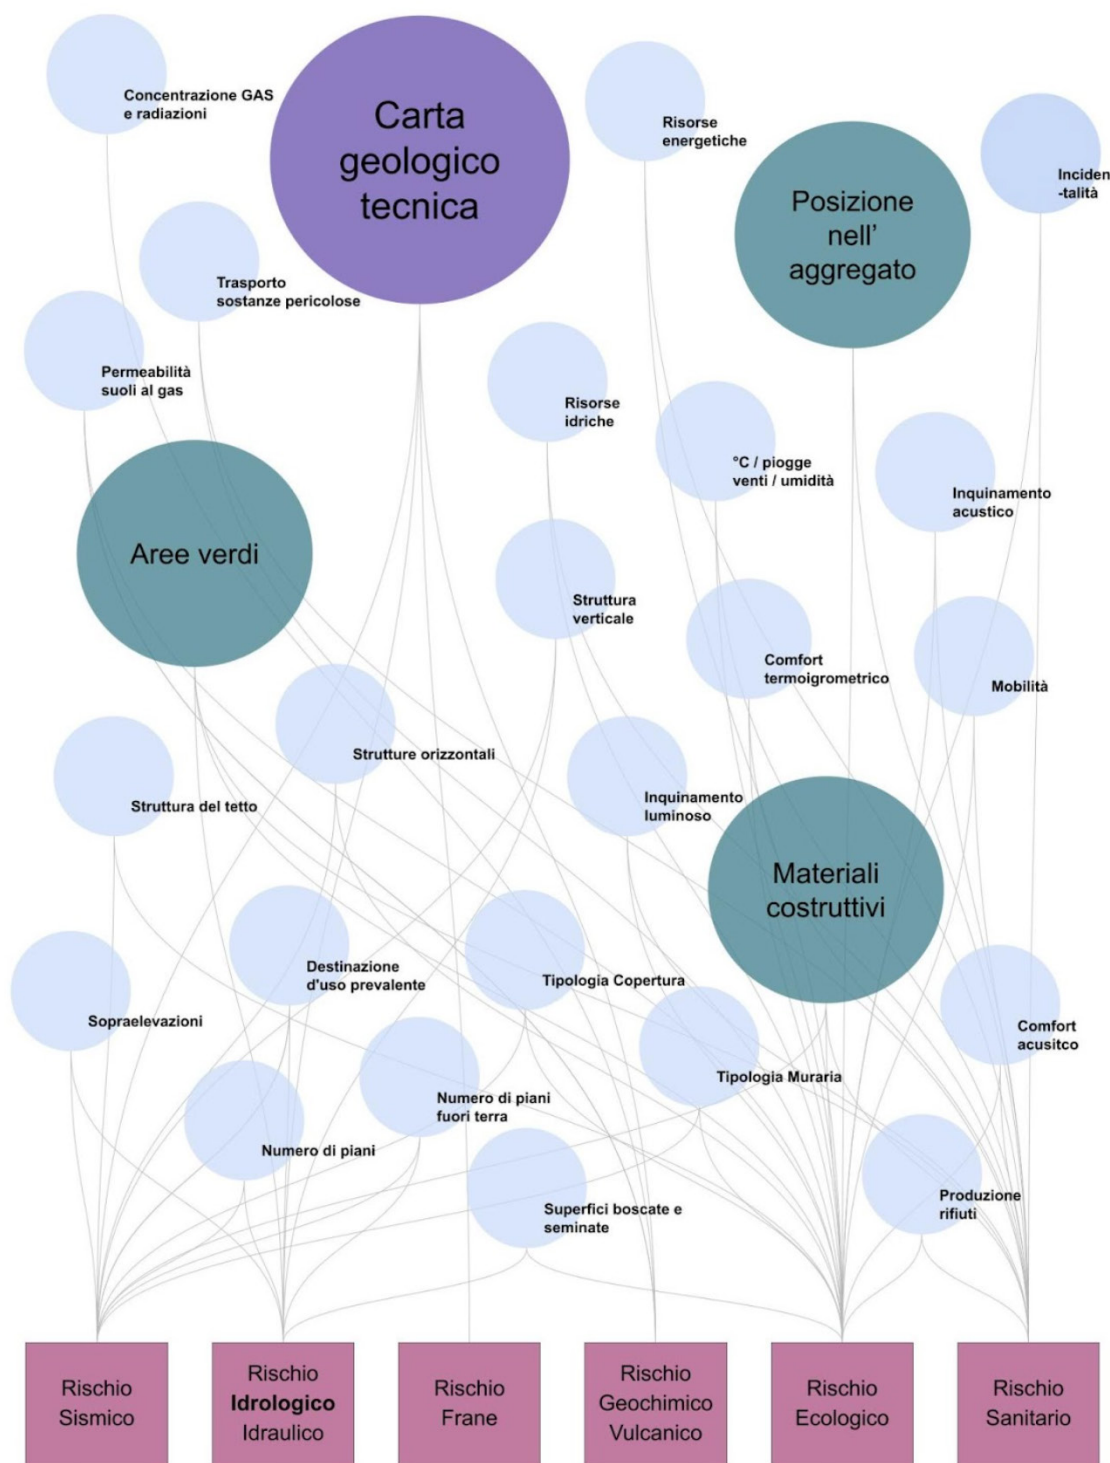 Concentrazione GAS
e radiazioni
Carta
geologico
tecnica
Risorse
energetiche
Posizione
nell'
aggregato
Inciden
-talità
Trasporto
sostanze pericolose
Permeabilità
suoli al gas
Risorse
idriche
°C / piogge
venti / umidità
Inquinamento
acustico
Aree verdi
Struttura
verticale
Comfort
termoigrometrico
Mobilità
Strutture orizzontali
Struttura del tetto
Inquinamento
luminoso
Materiali
costruttivi
Destinazione
d'uso prevalente
Tipologia Copertura
Sopraelevazioni
Comfort
acusitco
Tipologia Muraria
Numero di piani
fuori terra
Numero di piani
Superfici boscate e
seminate
Produzione
rifiuti
Rischio
Sismico
Rischio
Idrologico
Idraulico
Rischio
Frane
Rischio
Geochimico
Vulcanico
Rischio
Ecologico
Rischio
Sanitario